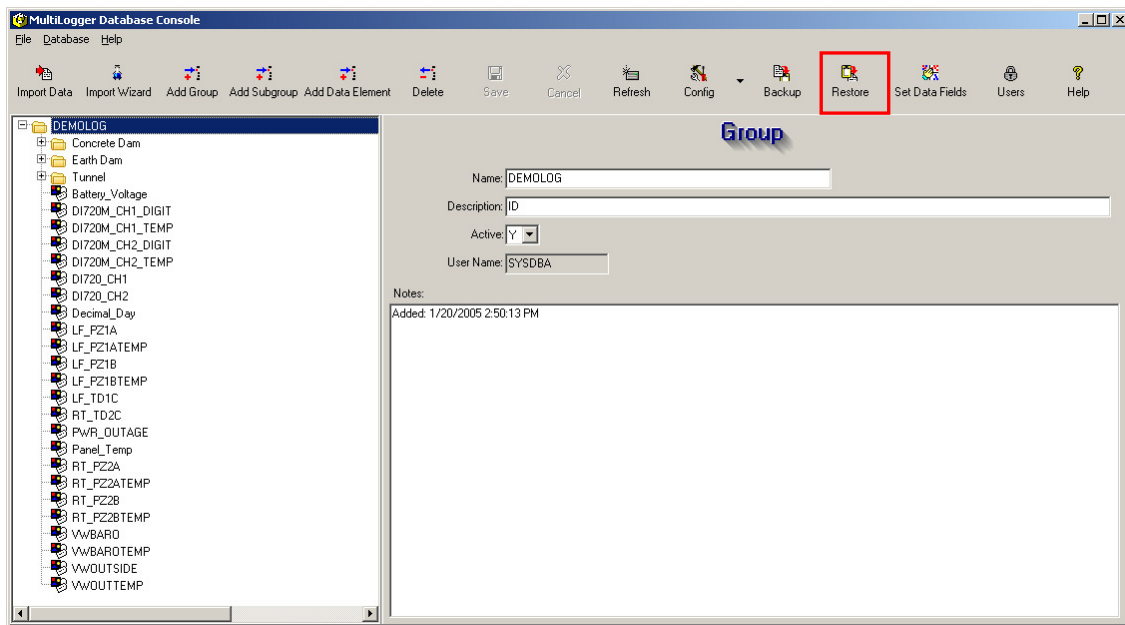 MultiLogger Database Console
File Database Help
Import Data Import Wizard Add Group Add Subgroup Add Data Element Delete Save Cancel Refresh Config Backup Restore Set Data Fields Users Help
DEMOLOG
Concrete Dam
Earth Dam
Tunnel
Battery_Voltage
DI720M_CH1_DIGIT
DI720M_CH1_TEMP
DI720M_CH2_DIGIT
DI720M_CH2_TEMP
DI720_CH1
DI720_CH2
Decimal_Day
LF_PZ1A
LF_PZ1ATEMP
LF_PZ1B
LF_PZ1BTEMP
LF_TD1C
RT_TD2C
PWR_OUTAGE
Panel_Temp
RT_PZ2A
RT_PZ2ATEMP
RT_PZ2B
RT_PZ2BTEMP
VWBARO
VWBAROTEMP
VWOUTSIDE
VWOUTTEMP
Group
Name: DEMOLOG
Description: ID
Active: Y
User Name: SYSDBA
Notes:
Added: 1/20/2005 2:50:13 PM